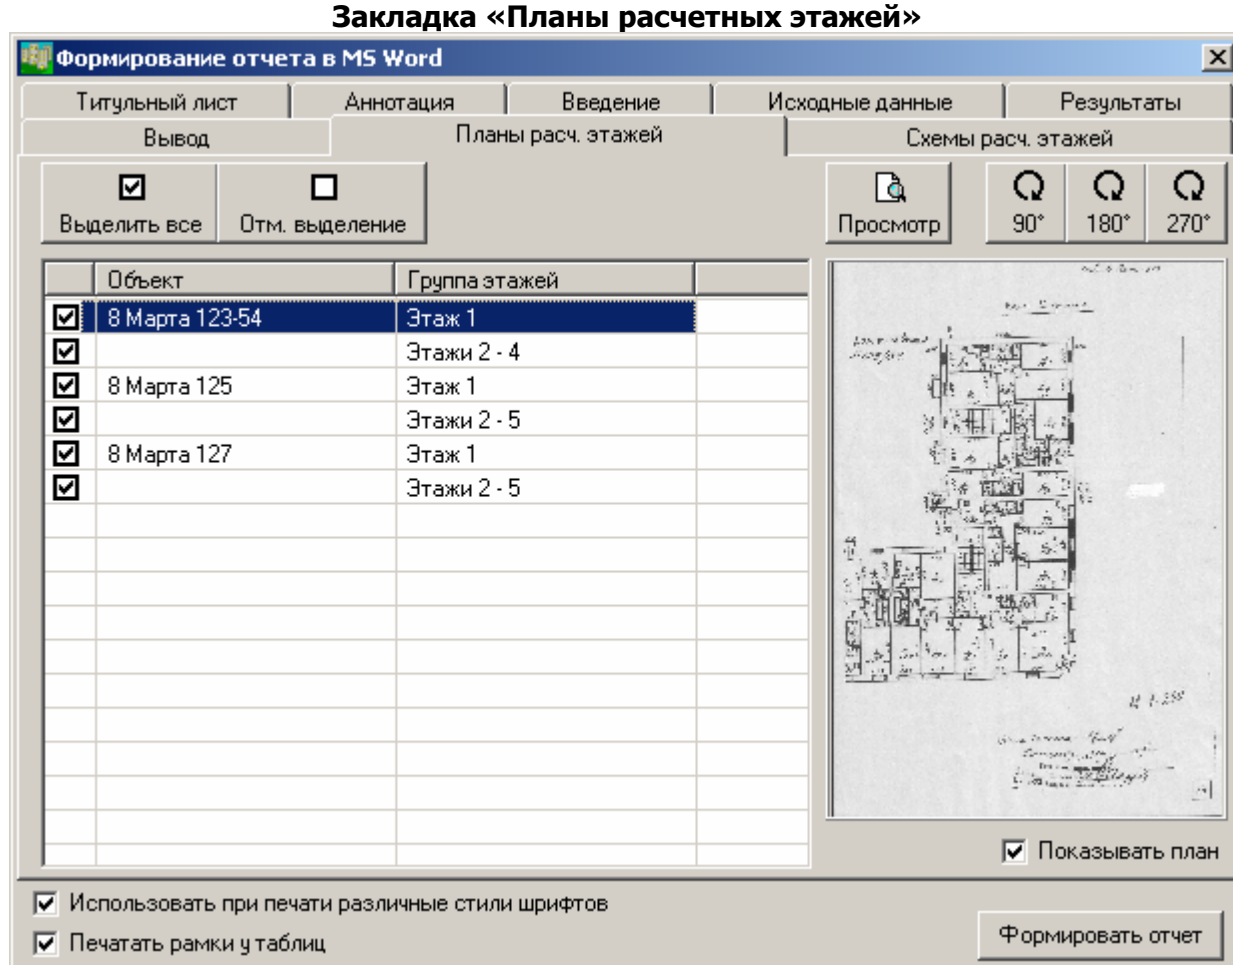 Закладка «Планы расчетных этажей»
Формирование отчета в MS Word
Титульный лист Аннотация Введение Исходные данные Результаты
Вывод Планы расч. этажей Схемы расч. этажей
Выделить все Отм. выделение Просмотр 90° 180° 270°
Объект Группа этажей
8 Марта 123-54 Этаж 1
Этажи 2 - 4
8 Марта 125 Этаж 1
Этажи 2 - 5
8 Марта 127 Этаж 1
Этажи 2 - 5
Показывать план
Использовать при печати различные стили шрифтов
Печатать рамки у таблиц
Формировать отчет